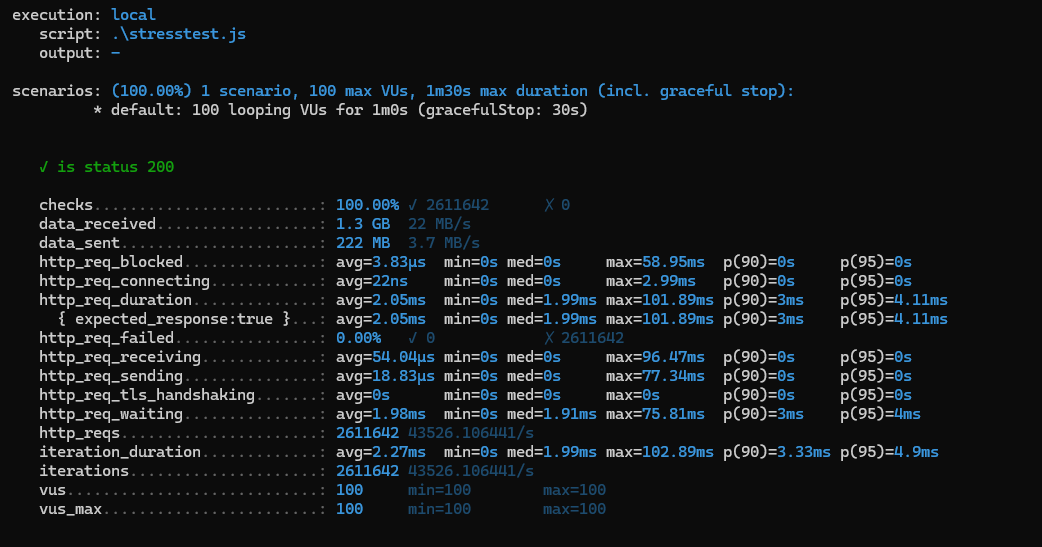 execution: local
script: .\stresstest.js
output: -
scenarios: (100.00%) 1 scenario, 100 max VUs, 1m30s max duration (incl. graceful stop):
* default: 100 looping VUs for 1m0s (gracefulStop: 30s)
✓ is status 200
checks.........................: 100.00% ✓ 2611642 ✗ 0
data_received..................: 1.3 GB 22 MB/s
data_sent......................: 222 MB 3.7 MB/s
http_req_blocked...............: avg=3.83µs min=0s med=0s max=58.95ms p(90)=0s p(95)=0s
http_req_connecting............: avg=22ns min=0s med=0s max=2.99ms p(90)=0s p(95)=0s
http_req_duration..............: avg=2.05ms min=0s med=1.99ms max=101.89ms p(90)=3ms p(95)=4.11ms
{ expected_response:true }...: avg=2.05ms min=0s med=1.99ms max=101.89ms p(90)=3ms p(95)=4.11ms
http_req_failed................: 0.00% ✓ 0 ✗ 2611642
http_req_receiving.............: avg=54.04µs min=0s med=0s max=96.47ms p(90)=0s p(95)=0s
http_req_sending...............: avg=18.83µs min=0s med=0s max=77.34ms p(90)=0s p(95)=0s
http_req_tls_handshaking.......: avg=0s min=0s med=0s max=0s p(90)=0s p(95)=0s
http_req_waiting...............: avg=1.98ms min=0s med=1.91ms max=75.81ms p(90)=3ms p(95)=4ms
http_reqs......................: 2611642 43526.106441/s
iteration_duration.............: avg=2.27ms min=0s med=1.99ms max=102.89ms p(90)=3.33ms p(95)=4.9ms
iterations.....................: 2611642 43526.106441/s
vus............................: 100 min=100 max=100
vus_max........................: 100 min=100 max=100